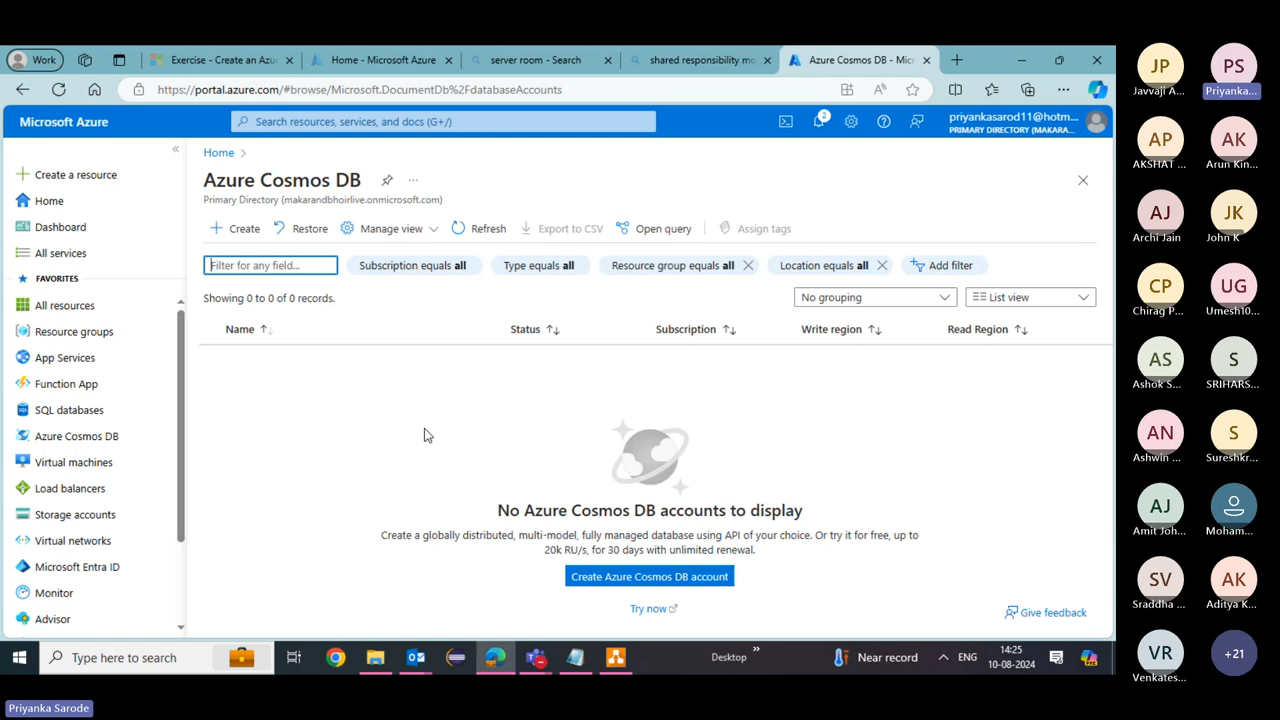 Work
Exercise - Create an Azur
Home - Microsoft Azure
server room - Search
shared responsibility mo
Azure Cosmos DB - Micr
https://portal.azure.com/#browse/Microsoft.DocumentDb%2FdatabaseAccounts
Microsoft Azure
Search resources, services, and docs (G+/)
2
priyankasarod11@hotm...
PRIMARY DIRECTORY (MAKARA...
Create a resource
Home
Dashboard
All services
FAVORITES
All resources
Resource groups
App Services
Function App
SQL databases
Azure Cosmos DB
Virtual machines
Load balancers
Storage accounts
Virtual networks
Microsoft Entra ID
Monitor
Advisor
Home >
Azure Cosmos DB
Primary Directory (makarandbhoirlive.onmicrosoft.com)
Create
Restore
Manage view
Refresh
Export to CSV
Open query
Assign tags
Filter for any field...
Subscription equals all
Type equals all
Resource group equals all
Location equals all
Add filter
Showing 0 to 0 of 0 records.
No grouping
List view
Name
Status
Subscription
Write region
Read Region
No Azure Cosmos DB accounts to display
Create a globally distributed, multi-model, fully managed database using API of your choice. Or try it for free, up to
20k RU/s, for 30 days with unlimited renewal.
Create Azure Cosmos DB account
Try now
Give feedback
Type here to search
Desktop
Near record
ENG
14:25
10-08-2024
Priyanka Sarode
JP
Javvaji A...
PS
Priyanka...
AP
AKSHAT ...
AK
Arun Kin...
AJ
Archi Jain
JK
John K
CP
Chirag P...
UG
Umesh10...
AS
Ashok S...
S
SRIHARS...
AN
Ashwin ...
S
Sureshkr...
AJ
Amit Joh...
Moham...
SV
Sraddha ...
AK
Aditya K...
VR
Venkates...
+21